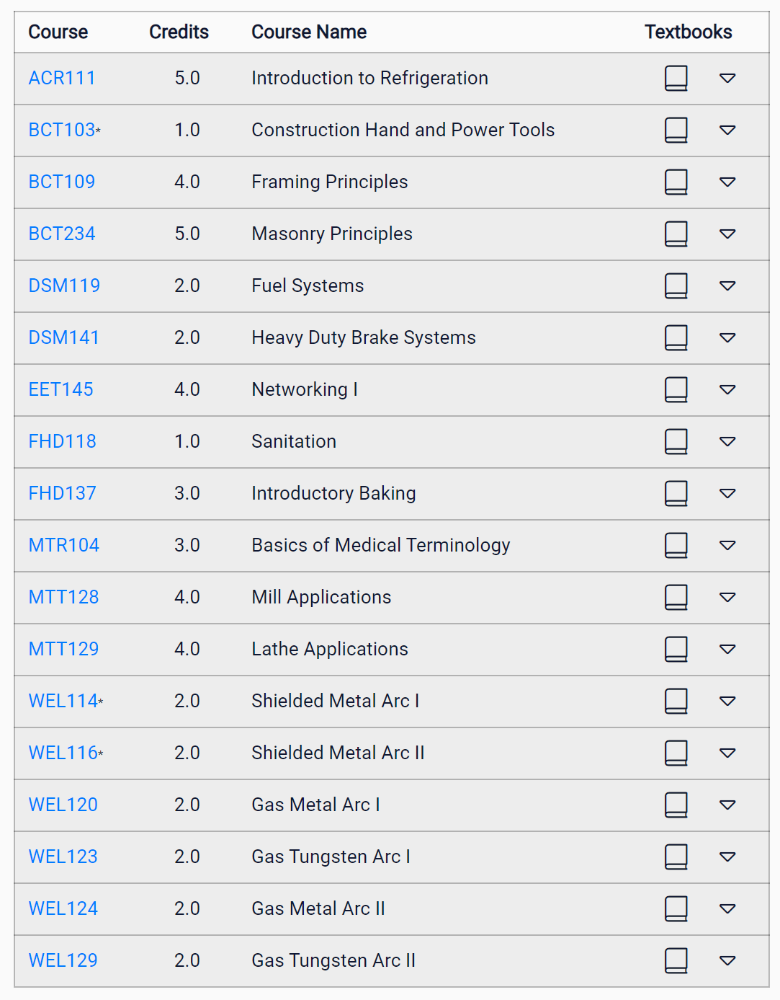 Course Credits Course Name Textbooks
ACR111 5.0 Introduction to Refrigeration
BCT103* 1.0 Construction Hand and Power Tools
BCT109 4.0 Framing Principles
BCT234 5.0 Masonry Principles
DSM119 2.0 Fuel Systems
DSM141 2.0 Heavy Duty Brake Systems
EET145 4.0 Networking I
FHD118 1.0 Sanitation
FHD137 3.0 Introductory Baking
MTR104 3.0 Basics of Medical Terminology
MTT128 4.0 Mill Applications
MTT129 4.0 Lathe Applications
WEL114* 2.0 Shielded Metal Arc I
WEL116* 2.0 Shielded Metal Arc II
WEL120 2.0 Gas Metal Arc I
WEL123 2.0 Gas Tungsten Arc I
WEL124 2.0 Gas Metal Arc II
WEL129 2.0 Gas Tungsten Arc II